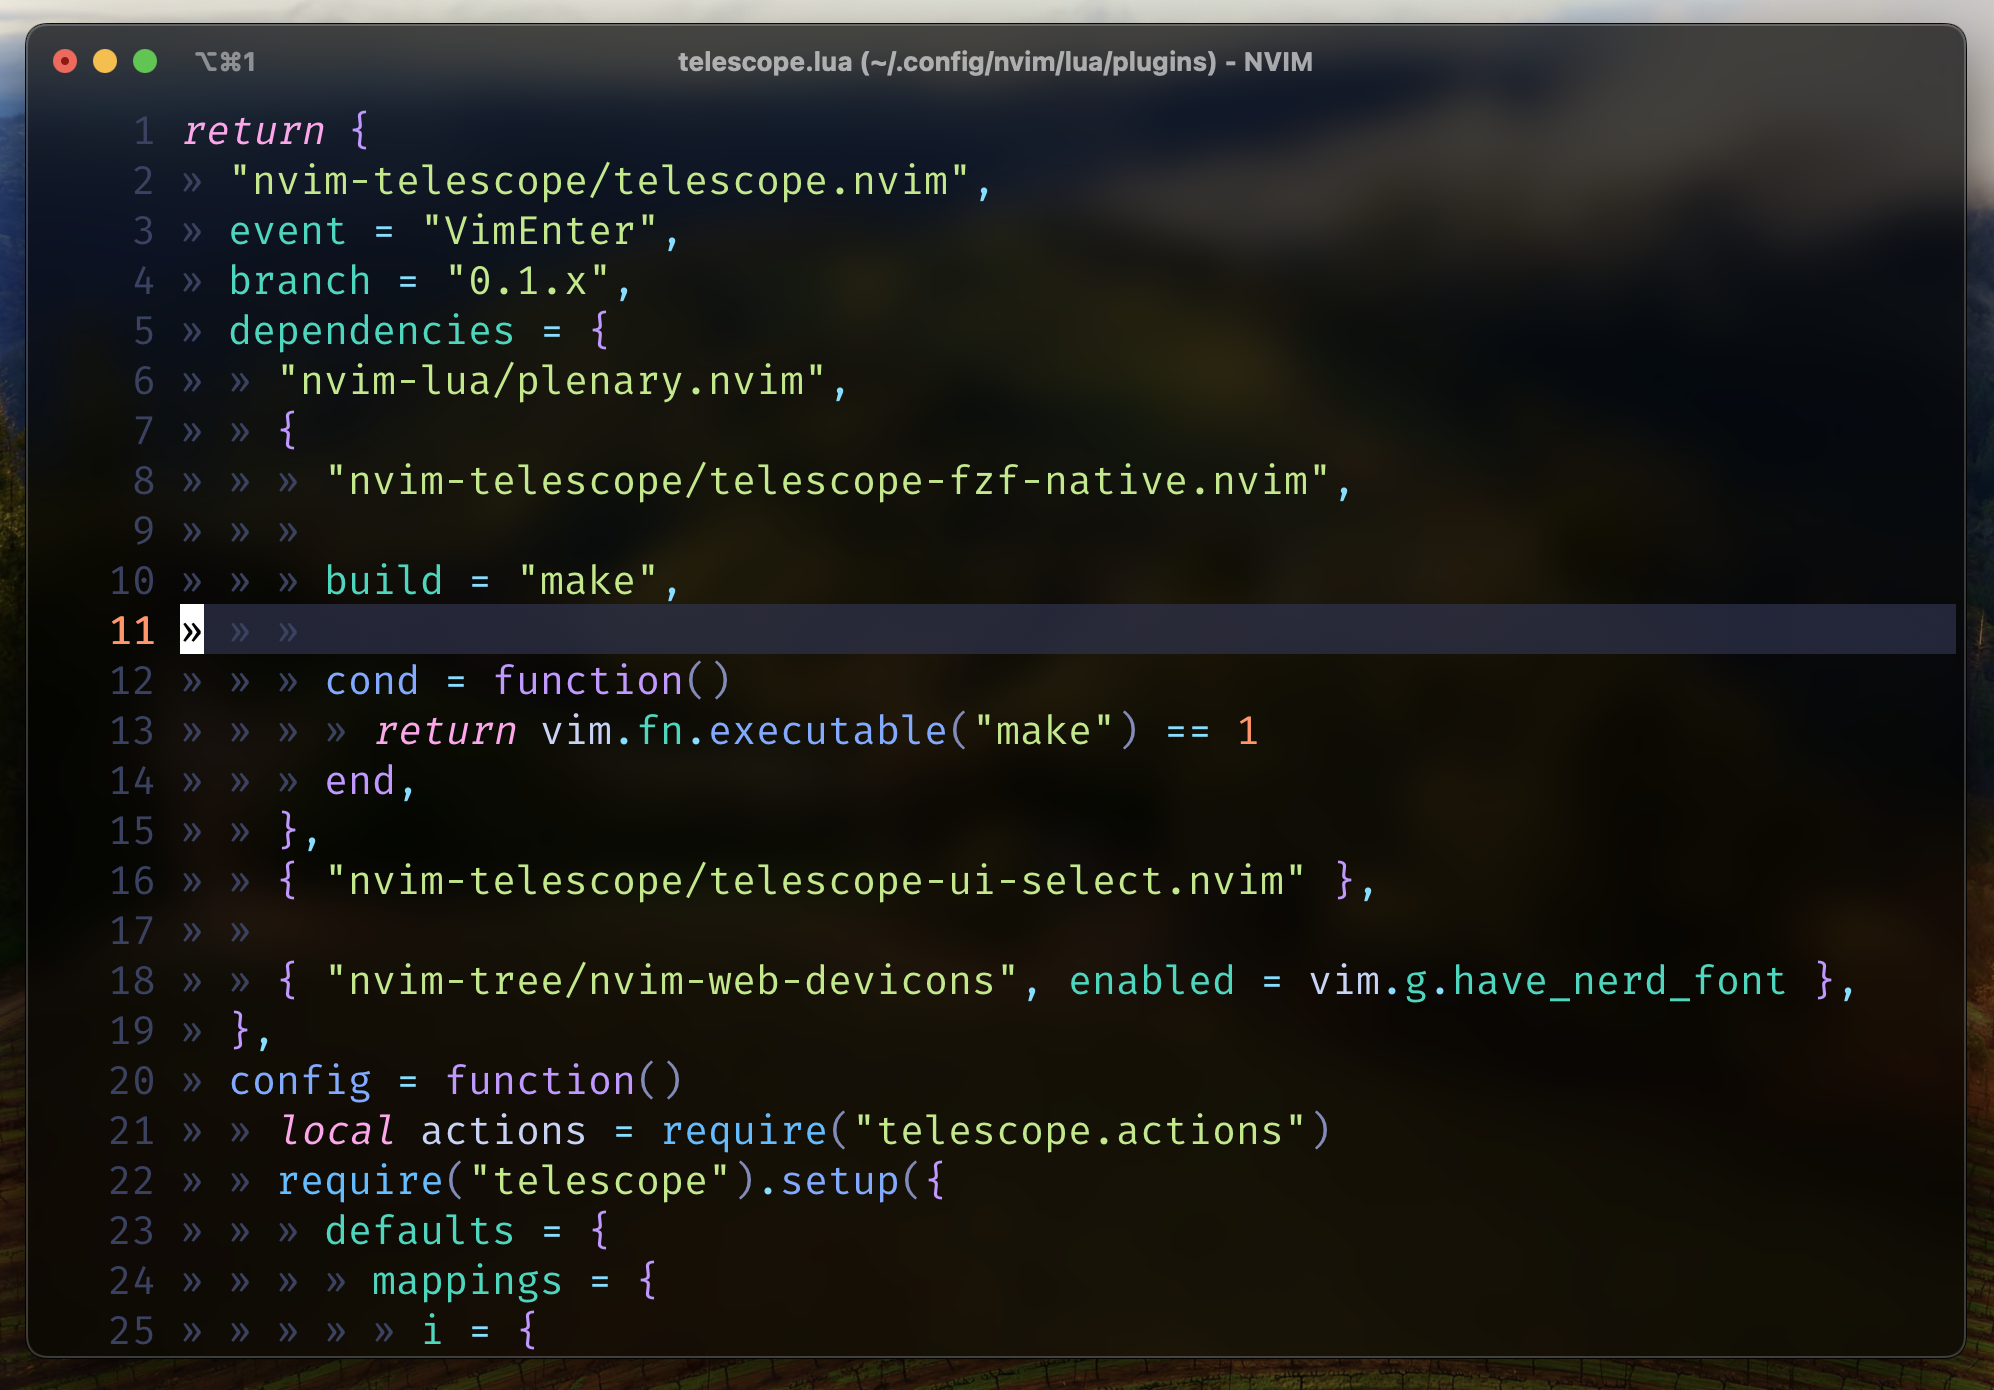 ⌥⌘1
telescope.lua (~/.config/nvim/lua/plugins) - NVIM
1 return {
2 » "nvim-telescope/telescope.nvim",
3 » event = "VimEnter",
4 » branch = "0.1.x",
5 » dependencies = {
6 » » "nvim-lua/plenary.nvim",
7 » » {
8 » » » "nvim-telescope/telescope-fzf-native.nvim",
9 » » »
10 » » » build = "make",
11 » » »
12 » » » cond = function()
13 » » » » return vim.fn.executable("make") == 1
14 » » » end,
15 » » },
16 » » { "nvim-telescope/telescope-ui-select.nvim" },
17 » »
18 » » { "nvim-tree/nvim-web-devicons", enabled = vim.g.have_nerd_font },
19 » },
20 » config = function()
21 » » local actions = require("telescope.actions")
22 » » require("telescope").setup({
23 » » » defaults = {
24 » » » » mappings = {
25 » » » » » i = {